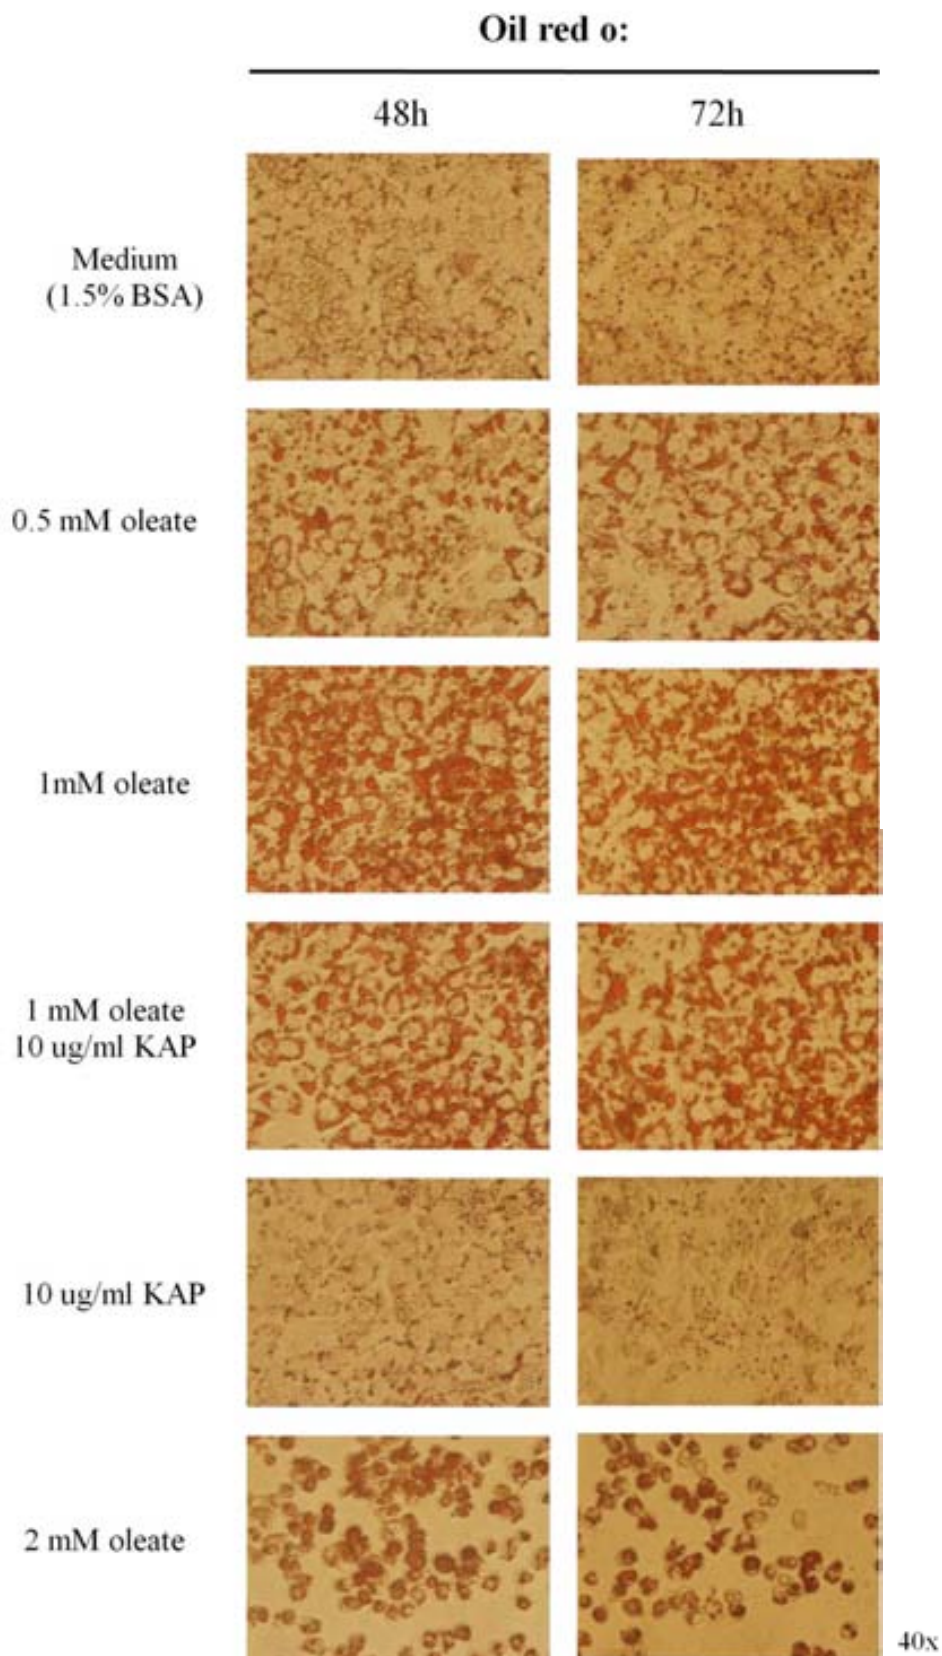 Oil red o:
48h
72h
Medium
(1.5% BSA)
0.5 mM oleate
1mM oleate
1 mM oleate
10 ug/ml KAP
10 ug/ml KAP
2 mM oleate
40x